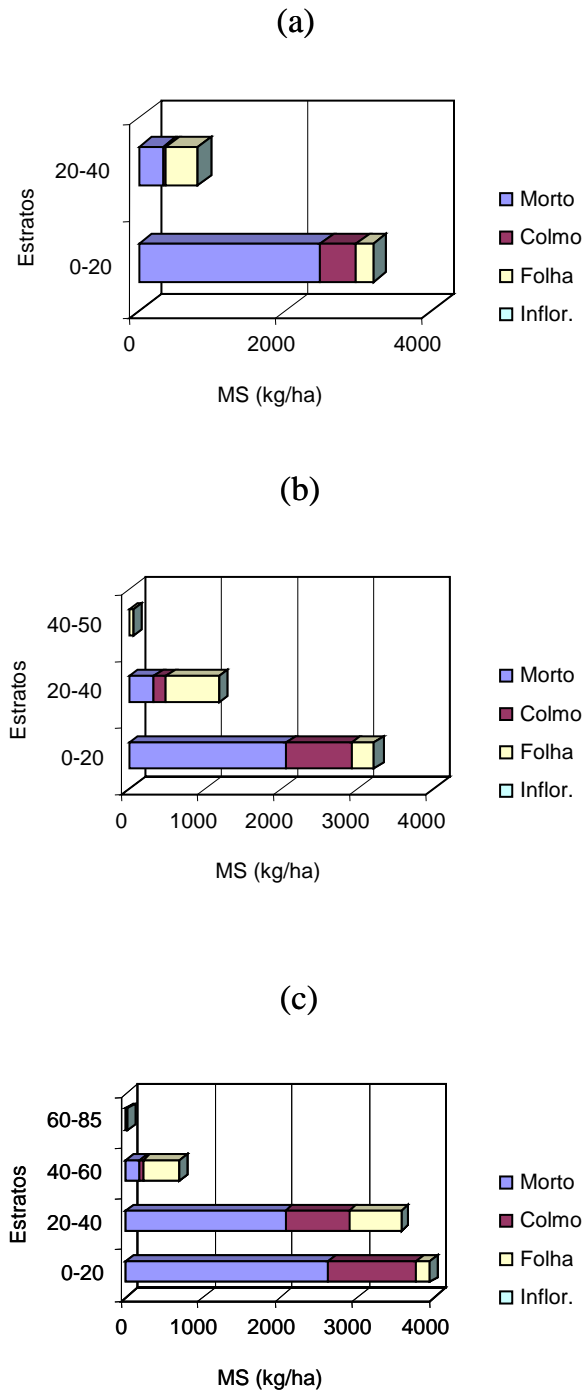 (a)
20-40
0-20
Estratos
0 2000 4000
MS (kg/ha)
Morto
Colmo
Folha
Inflor.
(b)
40-50
20-40
0-20
Estratos
0 1000 2000 3000 4000
MS (kg/ha)
Morto
Colmo
Folha
Inflor.
(c)
60-85
40-60
20-40
0-20
Estratos
0 1000 2000 3000 4000
MS (kg/ha)
Morto
Colmo
Folha
Inflor.